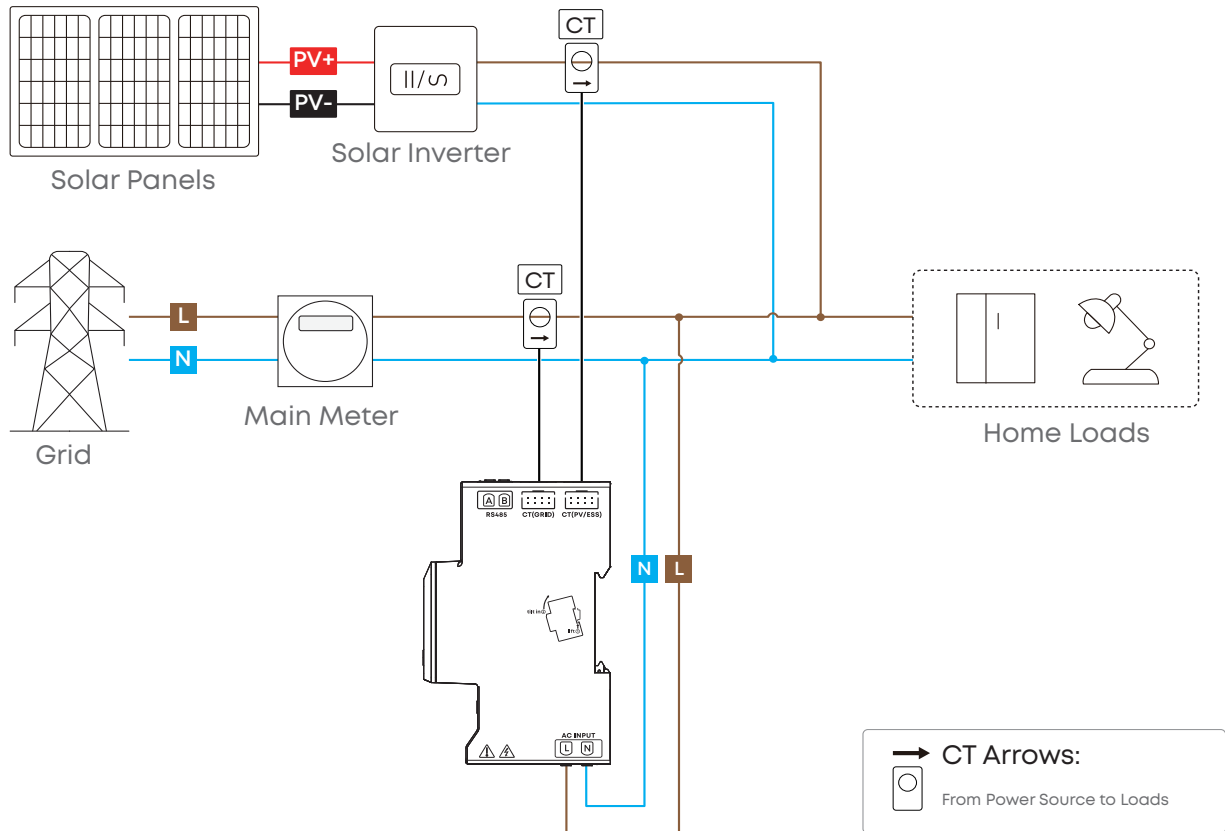 CT
PV+
PV-
Solar Inverter
Solar Panels
CT
L
N
Main Meter
Grid
Home Loads
A B
RS485
CT(GRID)
CT(PV/ESS)
N
L
AC INPUT
L N
CT Arrows:
From Power Source to Loads